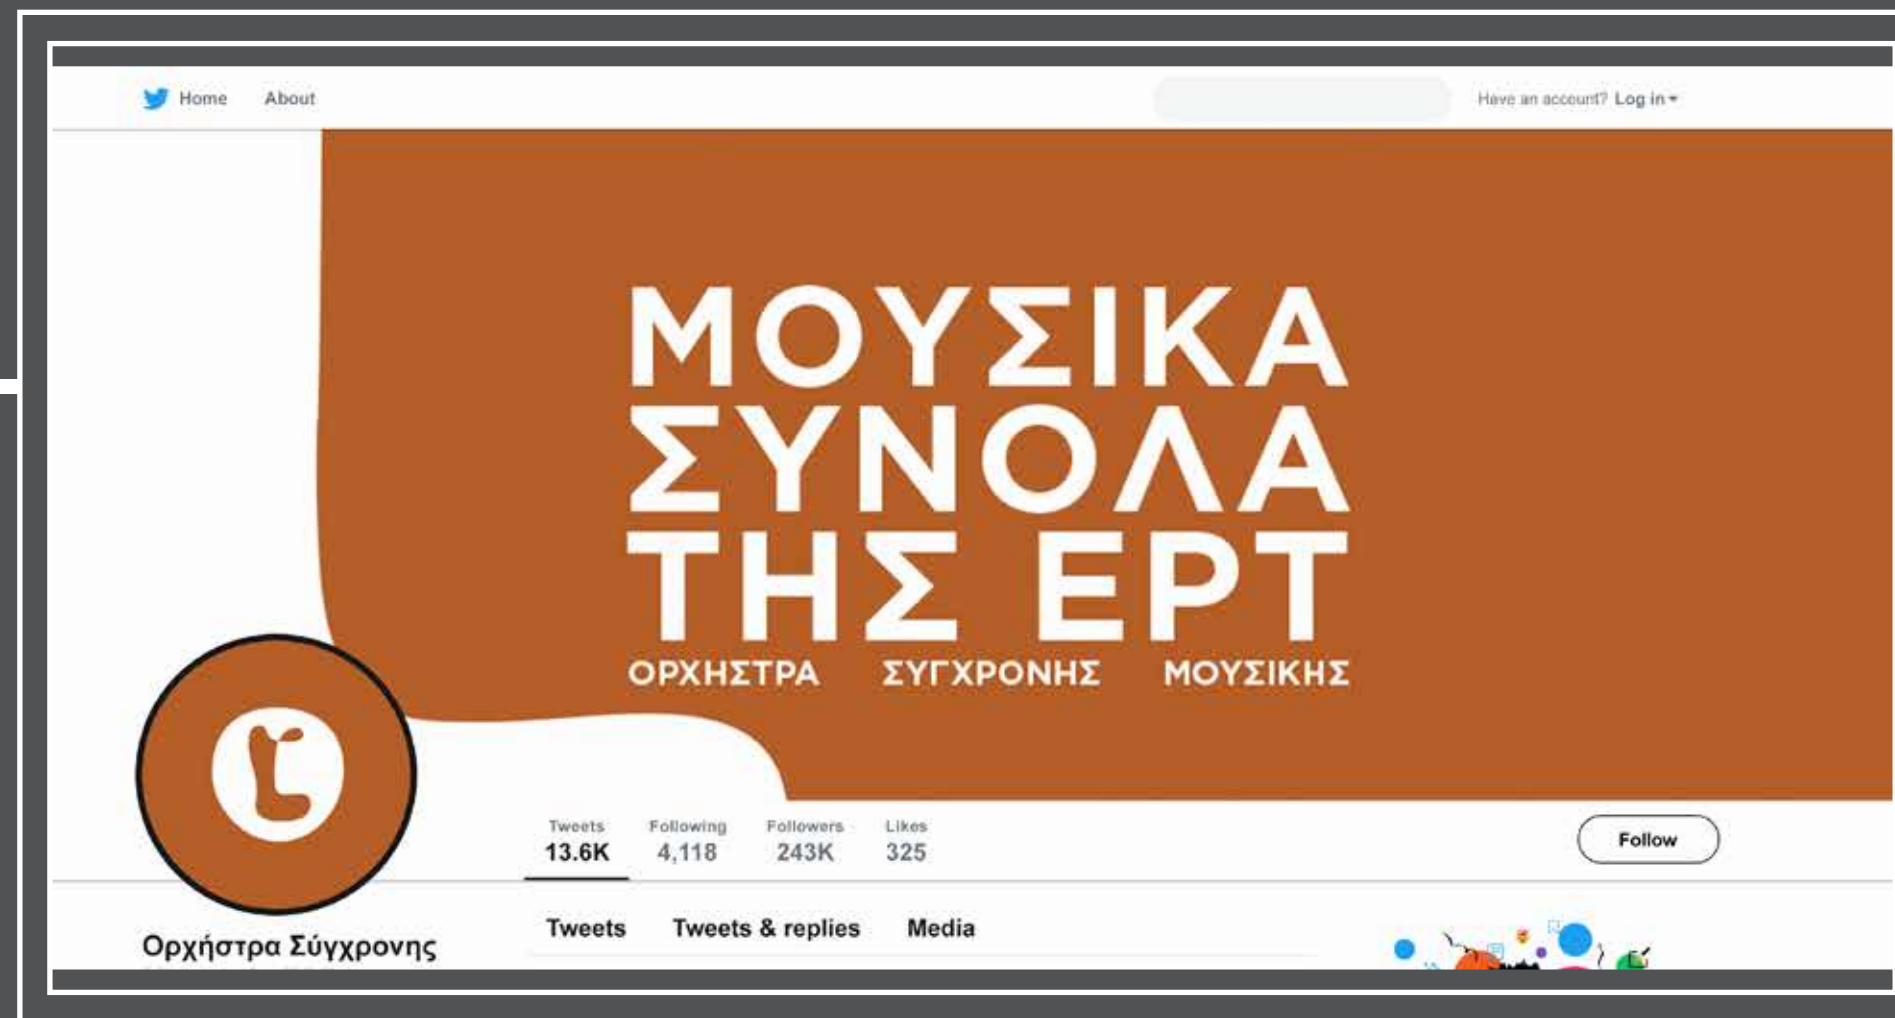 Home About
Have an account? Log in
ΜΟΥΣΙΚΑ
ΣΥΝΟΛΑ
ΤΗΣ ΕΡΤ
ΟΡΧΗΣΤΡΑ ΣΥΓΧΡΟΝΗΣ ΜΟΥΣΙΚΗΣ
Tweets Following Followers Likes
13.6K 4,118 243K 325
Follow
Tweets Tweets & replies Media
Ορχήστρα Σύγχρονης